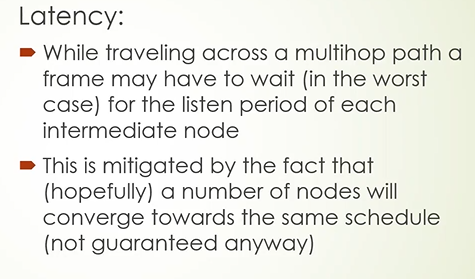 Latency:
While traveling across a multihop path a
frame may have to wait (in the worst
case) for the listen period of each
intermediate node
This is mitigated by the fact that
(hopefully) a number of nodes will
converge towards the same schedule
(not guaranteed anyway)